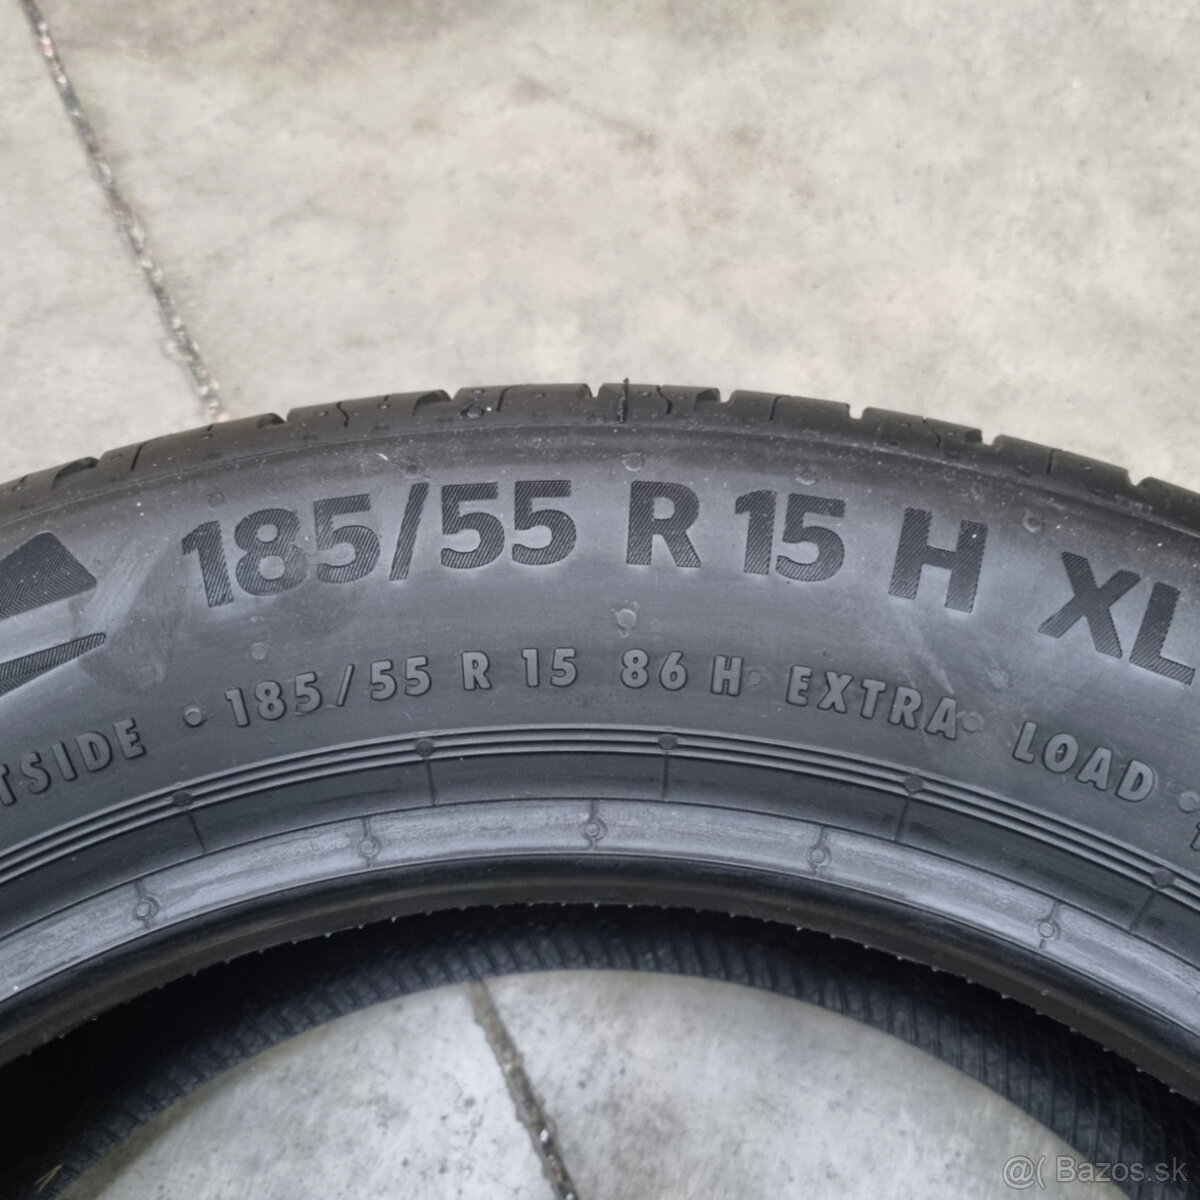 185/55 R 15 H XL
TSIDE • 185/55 R 15 86 H EXTRA LOAD •
@( Bazos.sk